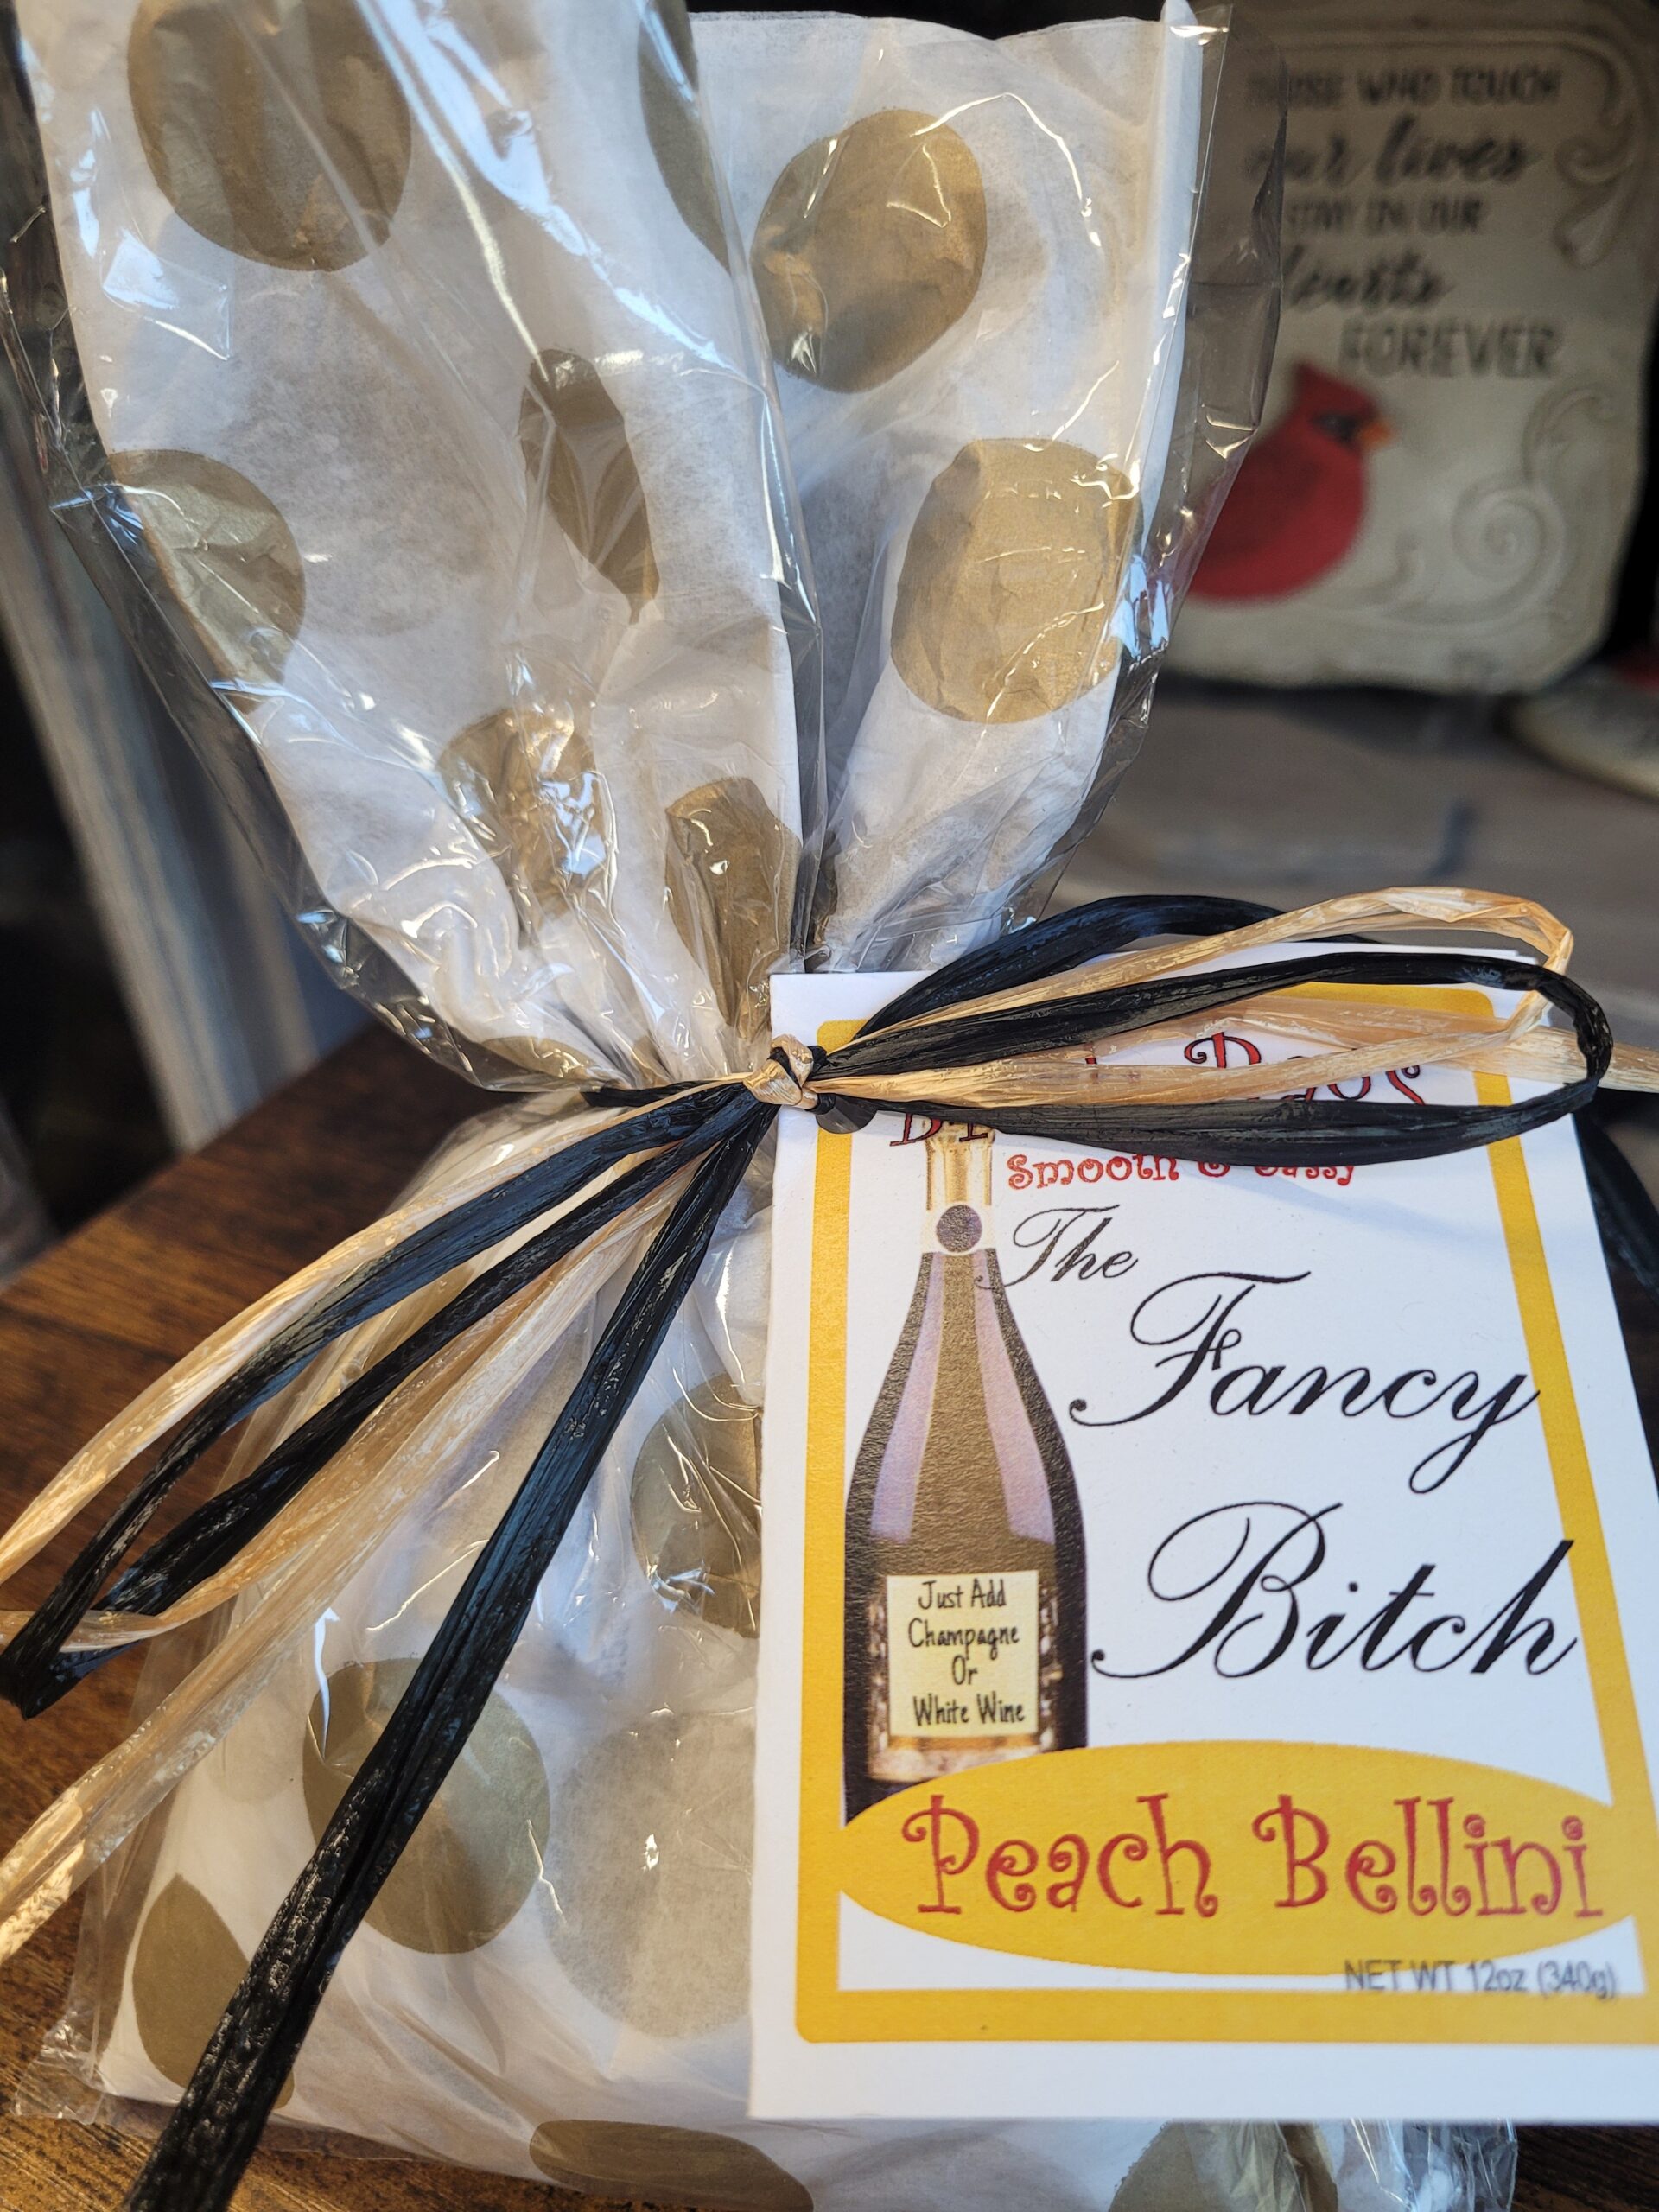 THOSE WHO TOUCH
our lives
STAY IN OUR
hearts
FOREVER
Smooth & Sassy
The
Fancy
Bitch
Just Add
Champagne
Or
White Wine
Peach Bellini
NET WT 12oz (340g)